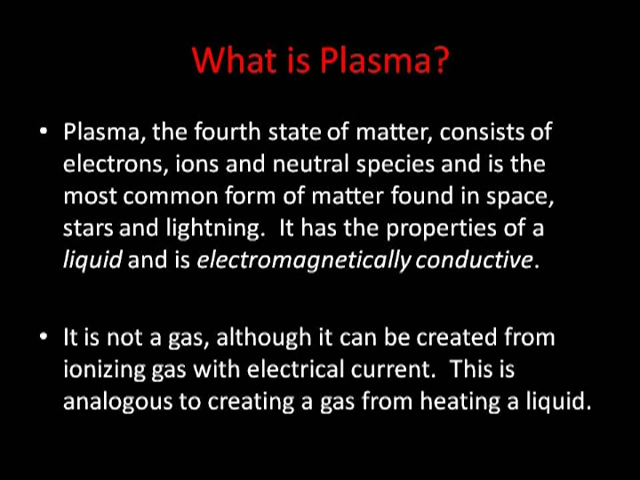 What is Plasma?
• Plasma, the fourth state of matter, consists of
electrons, ions and neutral species and is the
most common form of matter found in space,
stars and lightning.  It has the properties of a
liquid and is electromagnetically conductive.
• It is not a gas, although it can be created from
ionizing gas with electrical current.  This is
analogous to creating a gas from heating a liquid.